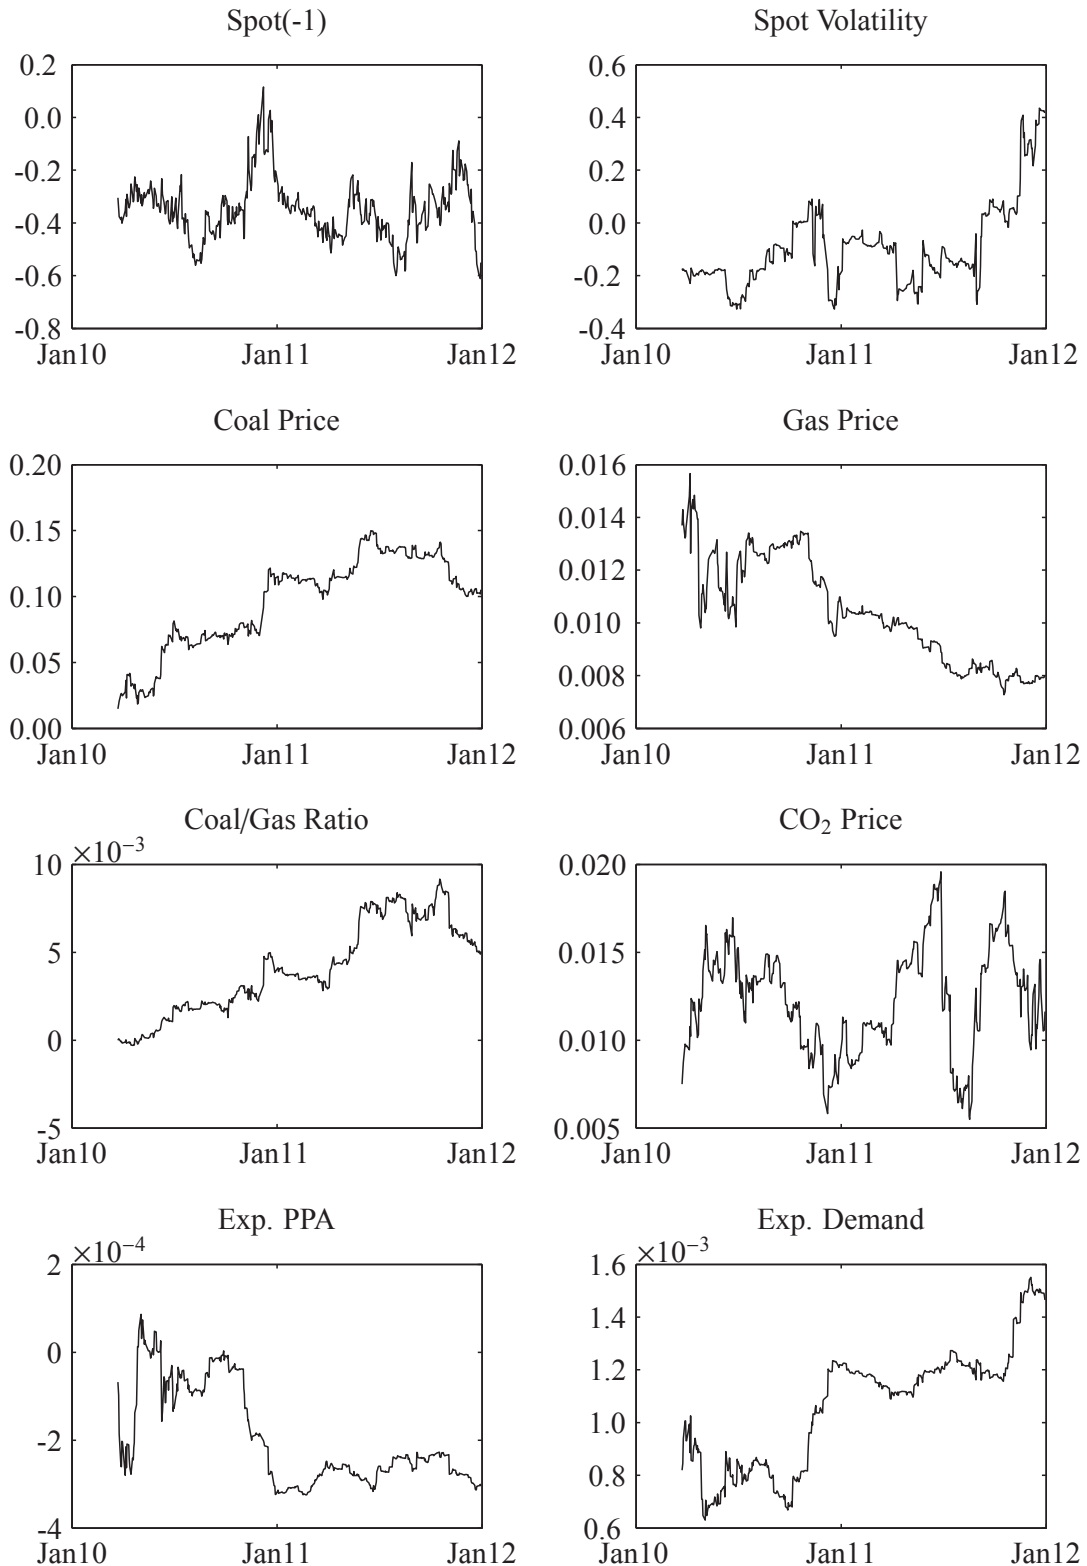 Spot(-1)
0.2
0.0
-0.2
-0.4
-0.6
-0.8
Jan10 Jan11 Jan12
Spot Volatility
0.6
0.4
0.2
0.0
-0.2
-0.4
Jan10 Jan11 Jan12
Coal Price
0.20
0.15
0.10
0.05
0.00
Jan10 Jan11 Jan12
Gas Price
0.016
0.014
0.012
0.010
0.008
0.006
Jan10 Jan11 Jan12
Coal/Gas Ratio
×10⁻³
10
5
0
-5
Jan10 Jan11 Jan12
CO₂ Price
0.020
0.015
0.010
0.005
Jan10 Jan11 Jan12
Exp. PPA
×10⁻⁴
2
0
-2
-4
Jan10 Jan11 Jan12
Exp. Demand
×10⁻³
1.6
1.4
1.2
1.0
0.8
0.6
Jan10 Jan11 Jan12